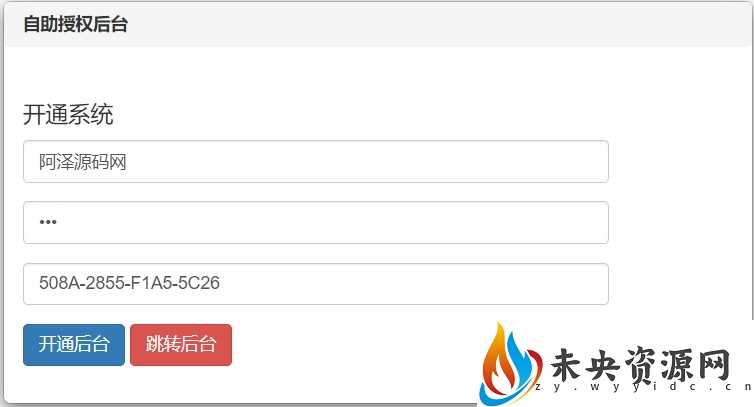 自助授权后台
开通系统
阿泽源码网
•••
508A-2855-F1A5-5C26
开通后台 跳转后台
未央资源网
zy.wyyidc.cn